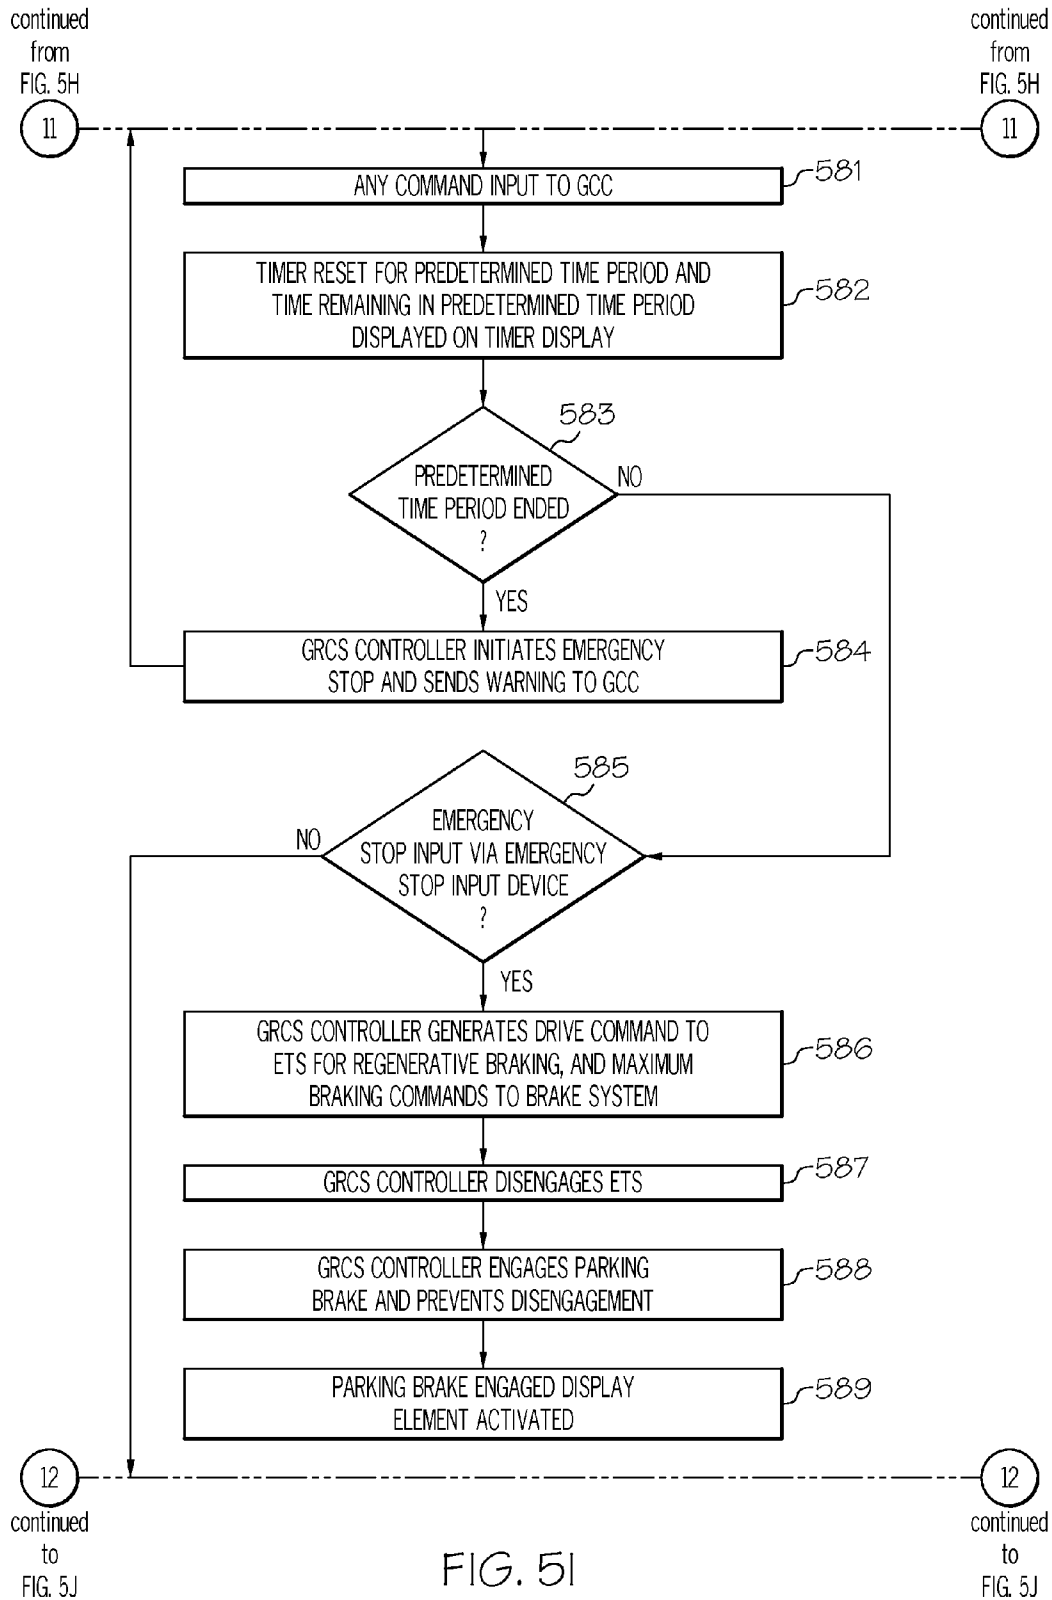 continued
from
FIG. 5H
11
continued
from
FIG. 5H
11
ANY COMMAND INPUT TO GCC
581
TIMER RESET FOR PREDETERMINED TIME PERIOD AND
TIME REMAINING IN PREDETERMINED TIME PERIOD
DISPLAYED ON TIMER DISPLAY
582
583
PREDETERMINED
TIME PERIOD ENDED
?
NO
YES
GRCS CONTROLLER INITIATES EMERGENCY
STOP AND SENDS WARNING TO GCC
584
585
EMERGENCY
STOP INPUT VIA EMERGENCY
STOP INPUT DEVICE
?
NO
YES
GRCS CONTROLLER GENERATES DRIVE COMMAND TO
ETS FOR REGENERATIVE BRAKING, AND MAXIMUM
BRAKING COMMANDS TO BRAKE SYSTEM
586
GRCS CONTROLLER DISENGAGES ETS
587
GRCS CONTROLLER ENGAGES PARKING
BRAKE AND PREVENTS DISENGAGEMENT
588
PARKING BRAKE ENGAGED DISPLAY
ELEMENT ACTIVATED
589
12
continued
to
FIG. 5J
12
continued
to
FIG. 5J
FIG. 5I